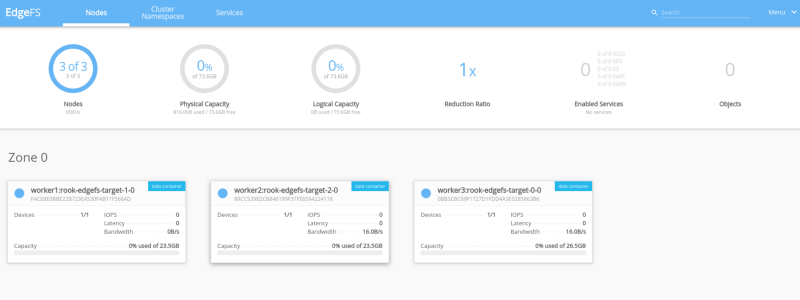 EdgeFS
Nodes
Cluster
Namespaces
Services
Search
Menu
3 of 3
3 of 3
Nodes
VDEVs
0%
of 73.6GB
Physical Capacity
816.0KB used / 73.6GB free
0%
of 73.6GB
Logical Capacity
0B used / 73.6GB free
1x
Reduction Ratio
0
0 of 0 ISCSI
0 of 0 NFS
0 of 0 S3
0 of 0 Swift
0 of 0 ISGW
Enabled Services
No services
0
Objects
Zone 0
data container
worker1:rook-edgefs-target-1-0
Devices 1/1
IOPS 0
Latency 0
Bandwidth 0B/s
Capacity 0% used of 23.5GB
data container
worker2:rook-edgefs-target-2-0
Devices 1/1
IOPS 0
Latency 0
Bandwidth 16.0B/s
Capacity 0% used of 23.5GB
data container
worker3:rook-edgefs-target-0-0
Devices 1/1
IOPS 0
Latency 0
Bandwidth 16.0B/s
Capacity 0% used of 26.5GB